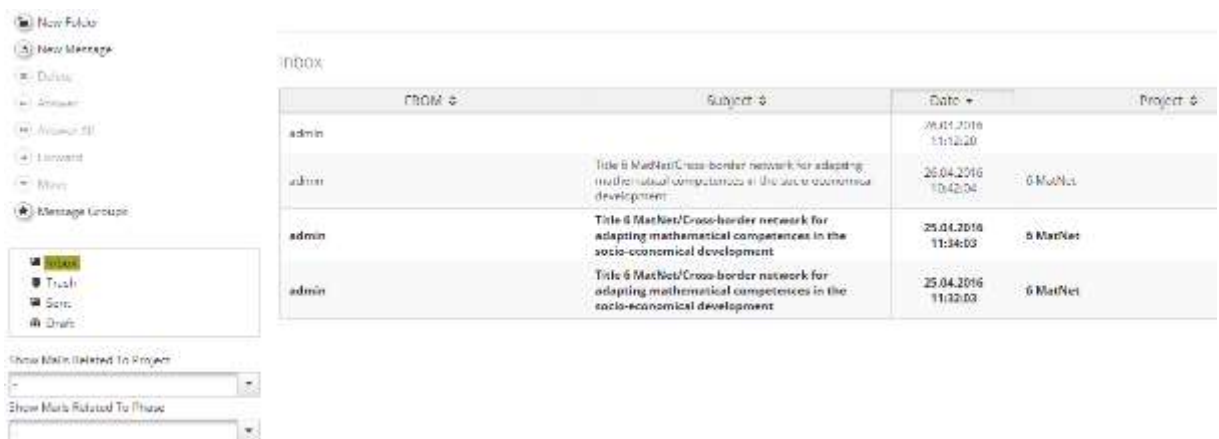 New Folder
New Message
Delete
Answer
Answer All
Forward
Move
Message Groups
Inbox
Trash
Sent
Draft
Show Mails Related To Project
Show Mails Related To Phase
Inbox
FROM Subject Date Project
admin 26.04.2016
11:12:20
admin Title 6 MatNet/Cross-border network for adapting 26.04.2016 6 MatNet
mathematical competences in the socio-economical 10:42:04
development
Title 6 MatNet/Cross-border network for
admin adapting mathematical competences in the 25.04.2016 6 MatNet
socio-economical development 11:34:03
Title 6 MatNet/Cross-border network for
admin adapting mathematical competences in the 25.04.2016 6 MatNet
socio-economical development 11:32:03